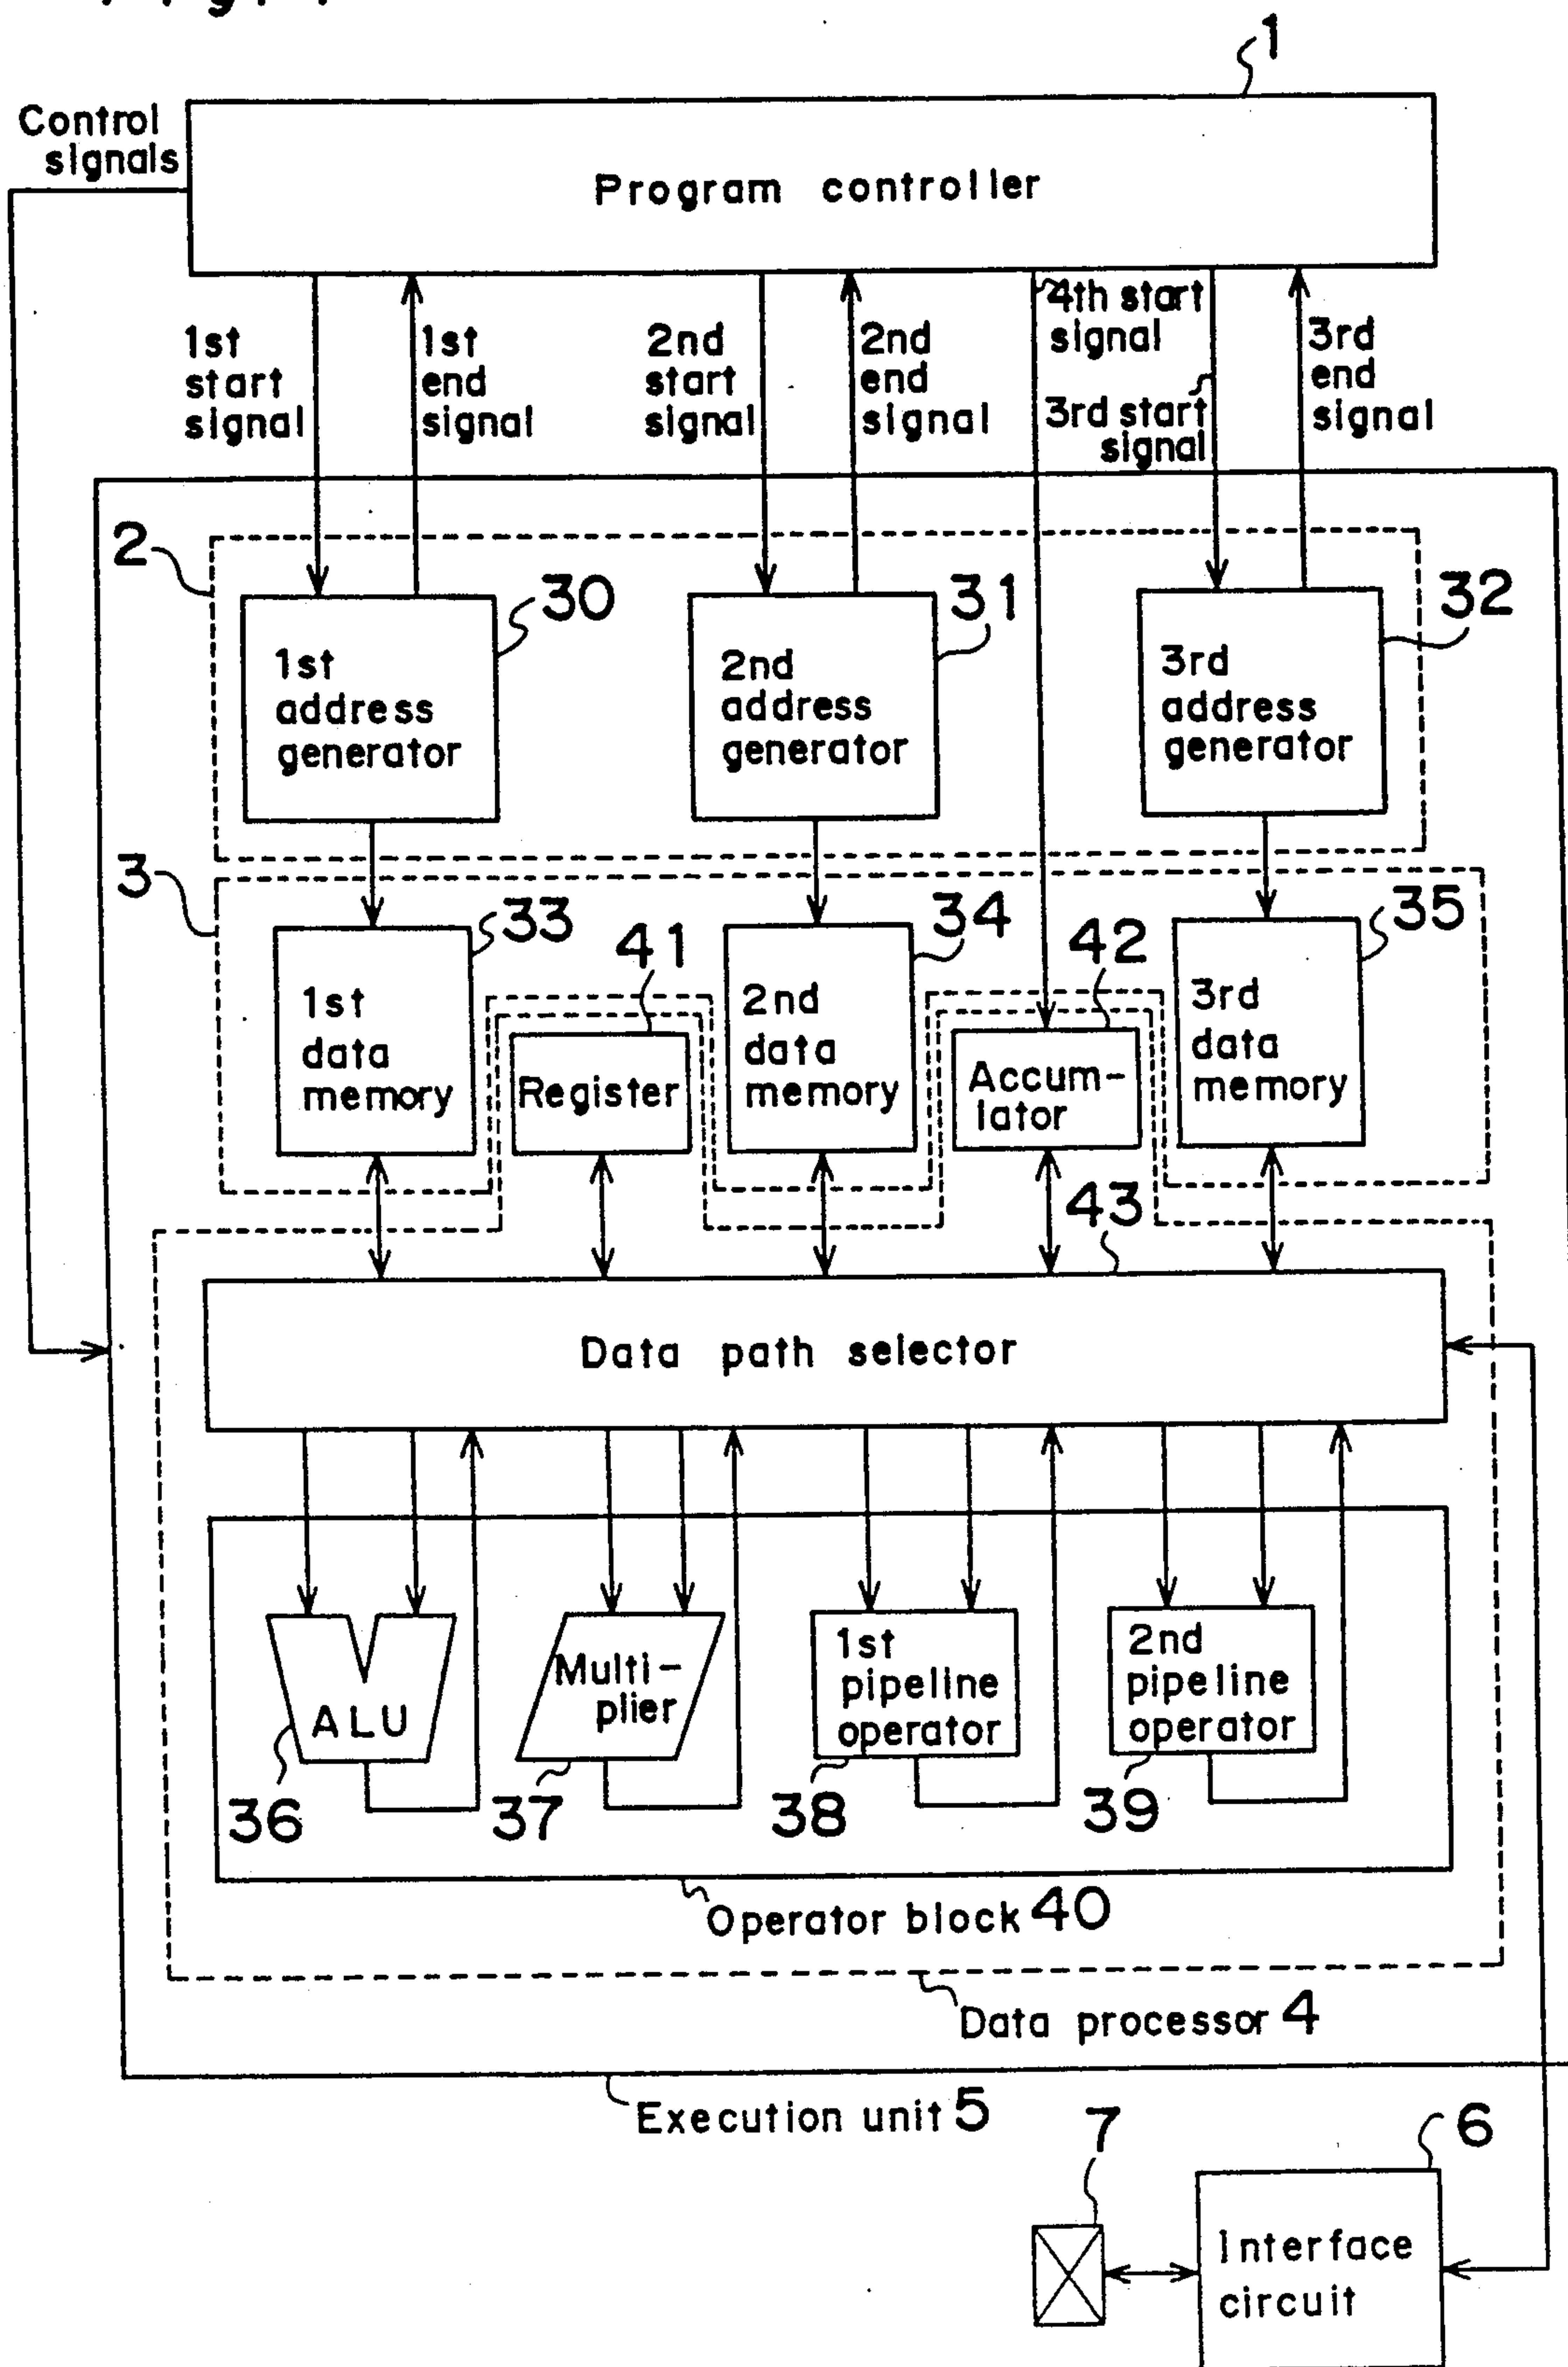 1
Control
signals
Program controller
1st
start
signal
1st
end
signal
2nd
start
signal
2nd
end
signal
4th start
signal
3rd start
signal
3rd
end
signal
2
30
31
32
1st
address
generator
2nd
address
generator
3rd
address
generator
3
33
41
34
42
35
1st
data
memory
Register
2nd
data
memory
Accum-
lator
3rd
data
memory
43
Data path selector
ALU
Multi-
plier
1st
pipeline
operator
2nd
pipeline
operator
36
37
38
39
Operator block 40
Data processor 4
Execution unit 5
7
6
Interface
circuit